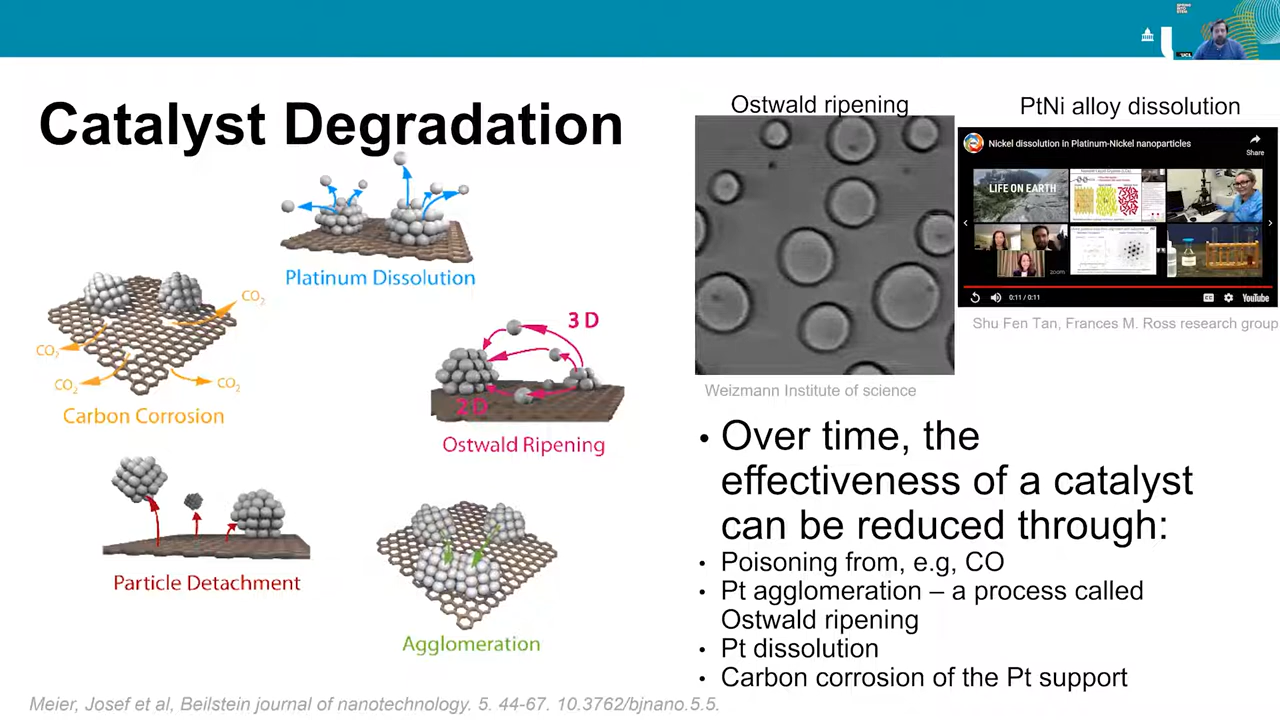 Catalyst Degradation
Platinum Dissolution
CO2
CO2
CO2
CO2
Carbon Corrosion
3 D
2 D
Ostwald Ripening
Particle Detachment
Agglomeration
Meier, Josef et al, Beilstein journal of nanotechnology. 5. 44-67. 10.3762/bjnano.5.5.
Ostwald ripening
Weizmann Institute of science
PtNi alloy dissolution
Nickel dissolution in Platinum-Nickel nanoparticles
Share
LIFE ON EARTH
zoom
0:11 / 0:11
CC
YouTube
Shu Fen Tan, Frances M. Ross research group
• Over time, the
effectiveness of a catalyst
can be reduced through:
• Poisoning from, e.g, CO
• Pt agglomeration – a process called
Ostwald ripening
• Pt dissolution
• Carbon corrosion of the Pt support
UCL